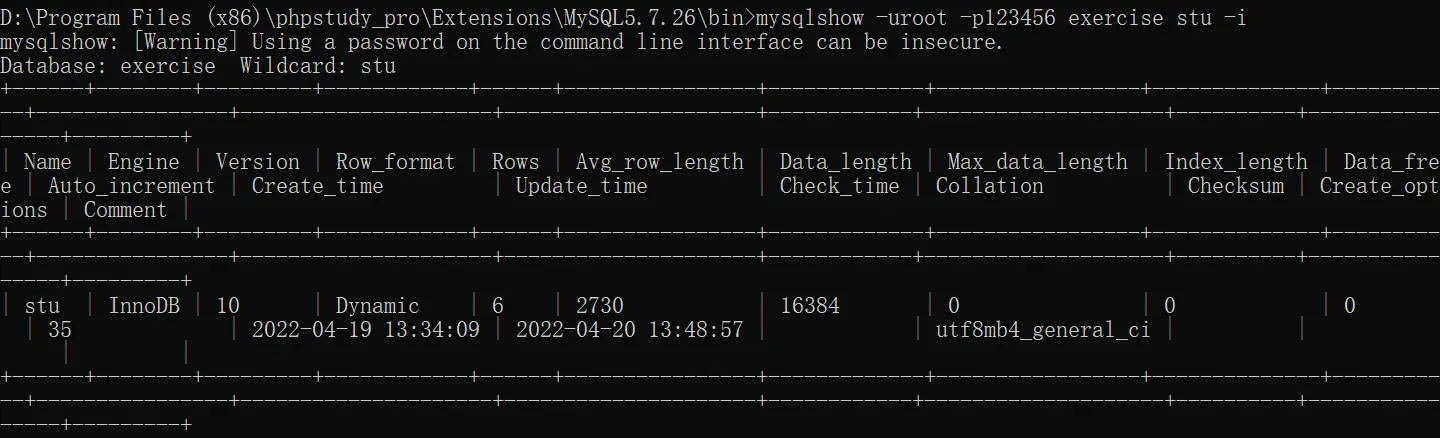 D:\Program Files (x86)\phpstudy_pro\Extensions\MySQL5.7.26\bin>mysqlshow -uroot -p123456 exercise stu -i
mysqlshow: [Warning] Using a password on the command line interface can be insecure.
Database: exercise  Wildcard: stu
+------+--------+---------+------------+------+----------------+-------------+-----------------+--------------+---------
--+----------------+---------------------+---------------------+------------+--------------------+----------+-----------
-----+---------+
| Name | Engine | Version | Row_format | Rows | Avg_row_length | Data_length | Max_data_length | Index_length | Data_fre
e | Auto_increment | Create_time         | Update_time         | Check_time | Collation          | Checksum | Create_opt
ions | Comment |
+------+--------+---------+------------+------+----------------+-------------+-----------------+--------------+---------
--+----------------+---------------------+---------------------+------------+--------------------+----------+-----------
-----+---------+
| stu  | InnoDB | 10      | Dynamic    | 6    | 2730           | 16384       | 0               | 0            | 0
  | 35             | 2022-04-19 13:34:09 | 2022-04-20 13:48:57 |            | utf8mb4_general_ci |          |
     |         |
+------+--------+---------+------------+------+----------------+-------------+-----------------+--------------+---------
--+----------------+---------------------+---------------------+------------+--------------------+----------+-----------
-----+---------+